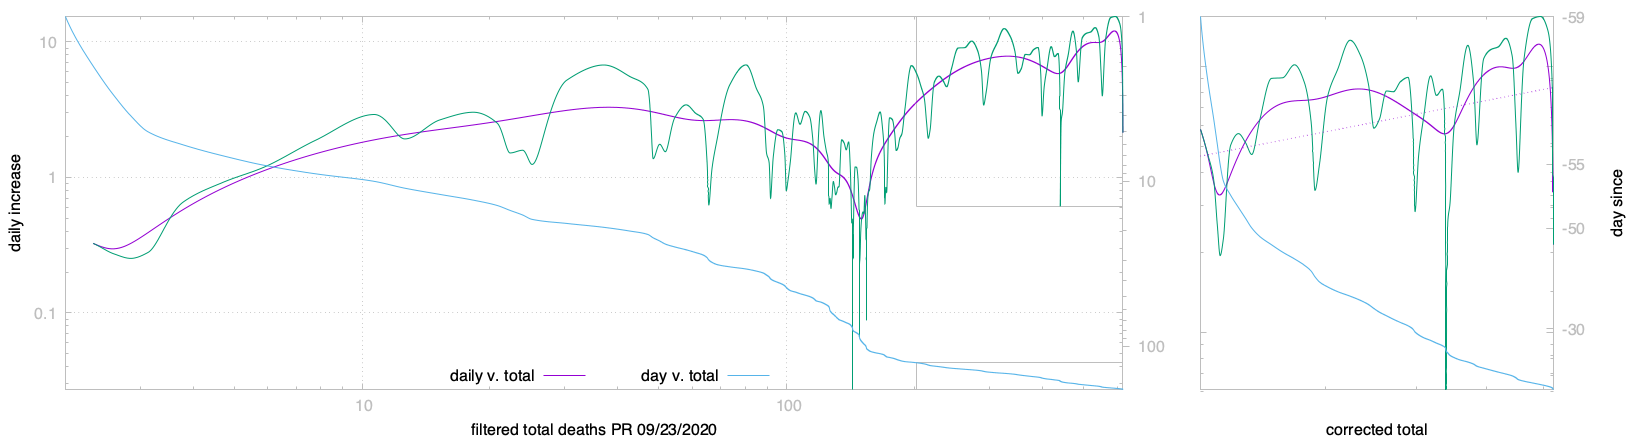 10
1
0.1
daily increase
10
100
1
10
100
daily v. total
day v. total
filtered total deaths PR 09/23/2020
-59
-55
-50
-30
day since
corrected total